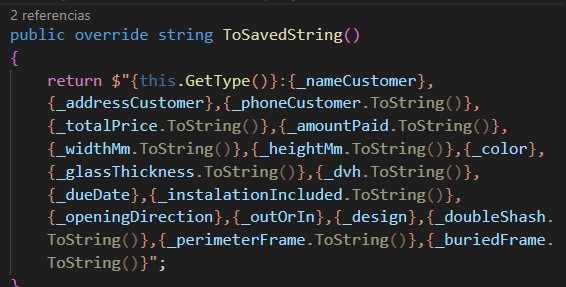 2 referencias
public override string ToSavedString()
{
return $"{this.GetType()}:{_nameCustomer},
{_addressCustomer},{_phoneCustomer.ToString()},
{_totalPrice.ToString()},{_amountPaid.ToString()},
{_widthMm.ToString()},{_heightMm.ToString()},{_color},
{_glassThickness.ToString()},{_dvh.ToString()},
{_dueDate},{_instalationIncluded.ToString()},
{_openingDirection},{_outOrIn},{_design},{_doubleShash.
ToString()},{_perimeterFrame.ToString()},{_buriedFrame.
ToString()}";
}